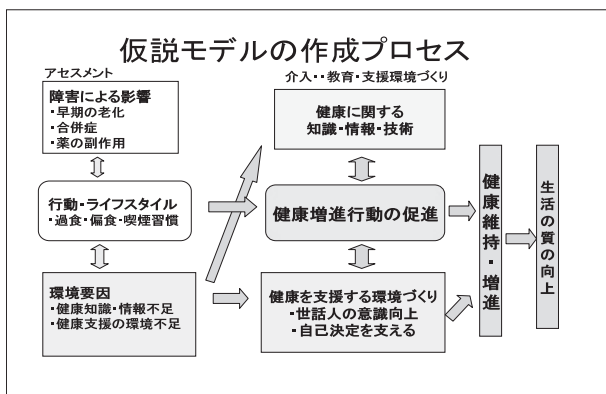 仮説モデルの作成プロセス
アセスメント
障害による影響
・早期の老化
・合併症
・薬の副作用
行動・ライフスタイル
・過食・偏食・喫煙習慣
環境要因
・健康知識・情報不足
・健康支援の環境不足
介入・・教育・支援環境づくり
健康に関する
知識・情報・技術
健康増進行動の促進
健康を支援する環境づくり
・世話人の意識向上
・自己決定を支える
健康維持・増進
生活の質の向上